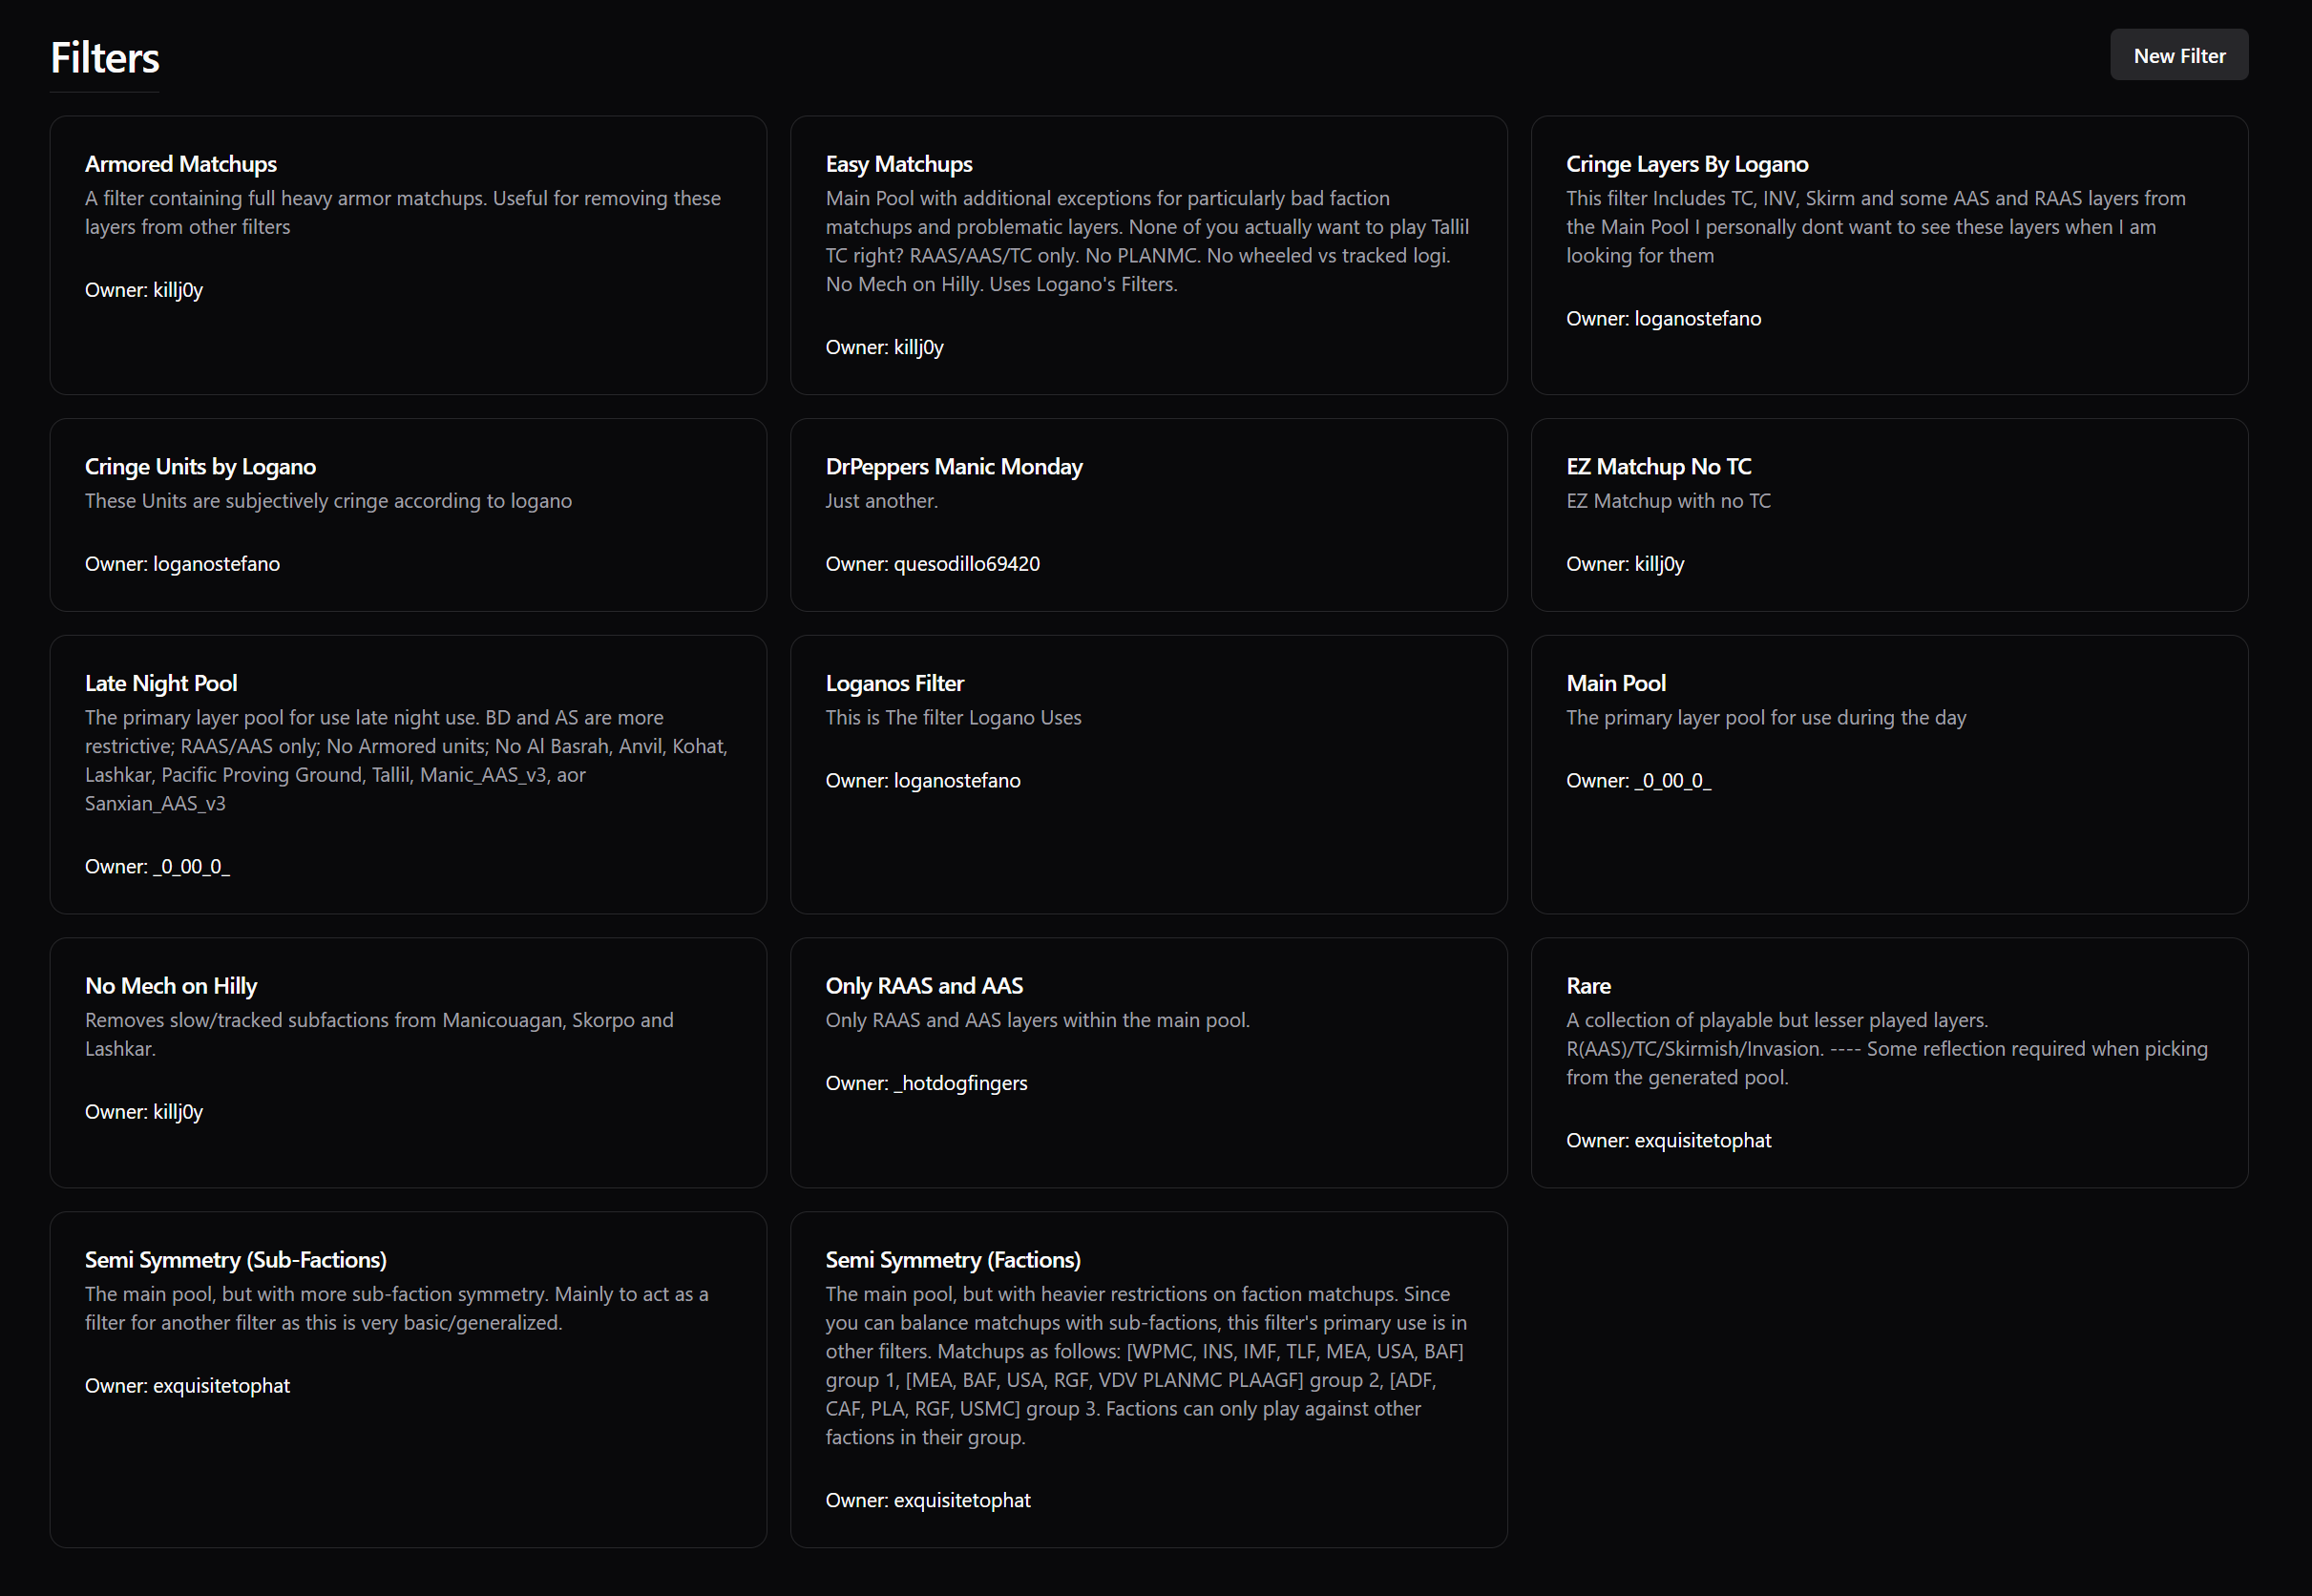 Filters
New Filter
Armored Matchups
A filter containing full heavy armor matchups. Useful for removing these
layers from other filters
Owner: killj0y
Easy Matchups
Main Pool with additional exceptions for particularly bad faction
matchups and problematic layers. None of you actually want to play Tallil
TC right? RAAS/AAS/TC only. No PLANMC. No wheeled vs tracked logi.
No Mech on Hilly. Uses Logano's Filters.
Owner: killj0y
Cringe Layers By Logano
This filter Includes TC, INV, Skirm and some AAS and RAAS layers from
the Main Pool I personally dont want to see these layers when I am
looking for them
Owner: loganostefano
Cringe Units by Logano
These Units are subjectively cringe according to logano
Owner: loganostefano
DrPeppers Manic Monday
Just another.
Owner: quesodillo69420
EZ Matchup No TC
EZ Matchup with no TC
Owner: killj0y
Late Night Pool
The primary layer pool for use late night use. BD and AS are more
restrictive; RAAS/AAS only; No Armored units; No Al Basrah, Anvil, Kohat,
Lashkar, Pacific Proving Ground, Tallil, Manic_AAS_v3, aor
Sanxian_AAS_v3
Owner: _0_00_0_
Loganos Filter
This is The filter Logano Uses
Owner: loganostefano
Main Pool
The primary layer pool for use during the day
Owner: _0_00_0_
No Mech on Hilly
Removes slow/tracked subfactions from Manicouagan, Skorpo and
Lashkar.
Owner: killj0y
Only RAAS and AAS
Only RAAS and AAS layers within the main pool.
Owner: _hotdogfingers
Rare
A collection of playable but lesser played layers.
R(AAS)/TC/Skirmish/Invasion. ---- Some reflection required when picking
from the generated pool.
Owner: exquisitetophat
Semi Symmetry (Sub-Factions)
The main pool, but with more sub-faction symmetry. Mainly to act as a
filter for another filter as this is very basic/generalized.
Owner: exquisitetophat
Semi Symmetry (Factions)
The main pool, but with heavier restrictions on faction matchups. Since
you can balance matchups with sub-factions, this filter's primary use is in
other filters. Matchups as follows: [WPMC, INS, IMF, TLF, MEA, USA, BAF]
group 1, [MEA, BAF, USA, RGF, VDV PLANMC PLAAGF] group 2, [ADF,
CAF, PLA, RGF, USMC] group 3. Factions can only play against other
factions in their group.
Owner: exquisitetophat